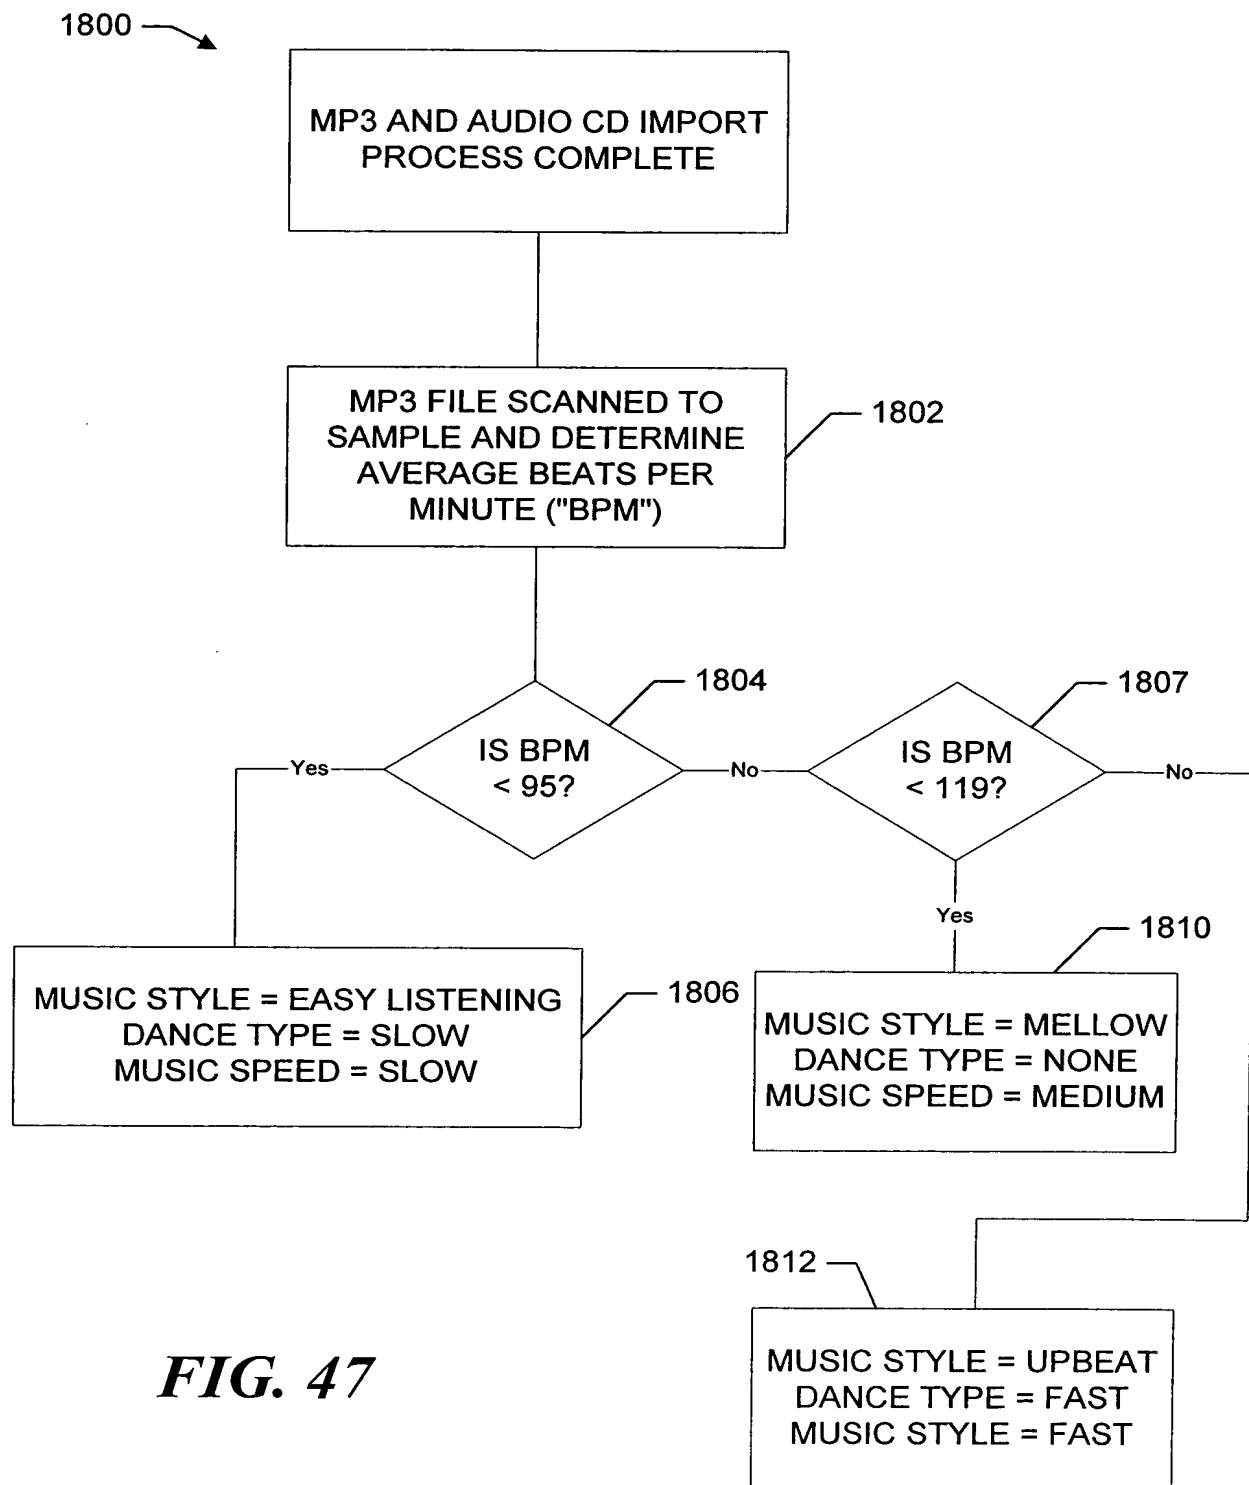 1800
MP3 AND AUDIO CD IMPORT
PROCESS COMPLETE
MP3 FILE SCANNED TO
SAMPLE AND DETERMINE
AVERAGE BEATS PER
MINUTE ("BPM")
1802
1804
IS BPM
< 95?
Yes
No
1807
IS BPM
< 119?
No
Yes
MUSIC STYLE = EASY LISTENING
DANCE TYPE = SLOW
MUSIC SPEED = SLOW
1806
1810
MUSIC STYLE = MELLOW
DANCE TYPE = NONE
MUSIC SPEED = MEDIUM
1812
MUSIC STYLE = UPBEAT
DANCE TYPE = FAST
MUSIC STYLE = FAST
FIG. 47